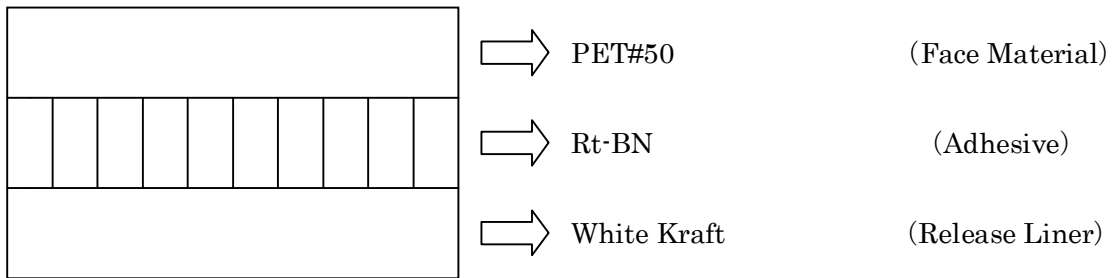 PET#50 (Face Material)
Rt-BN (Adhesive)
White Kraft (Release Liner)